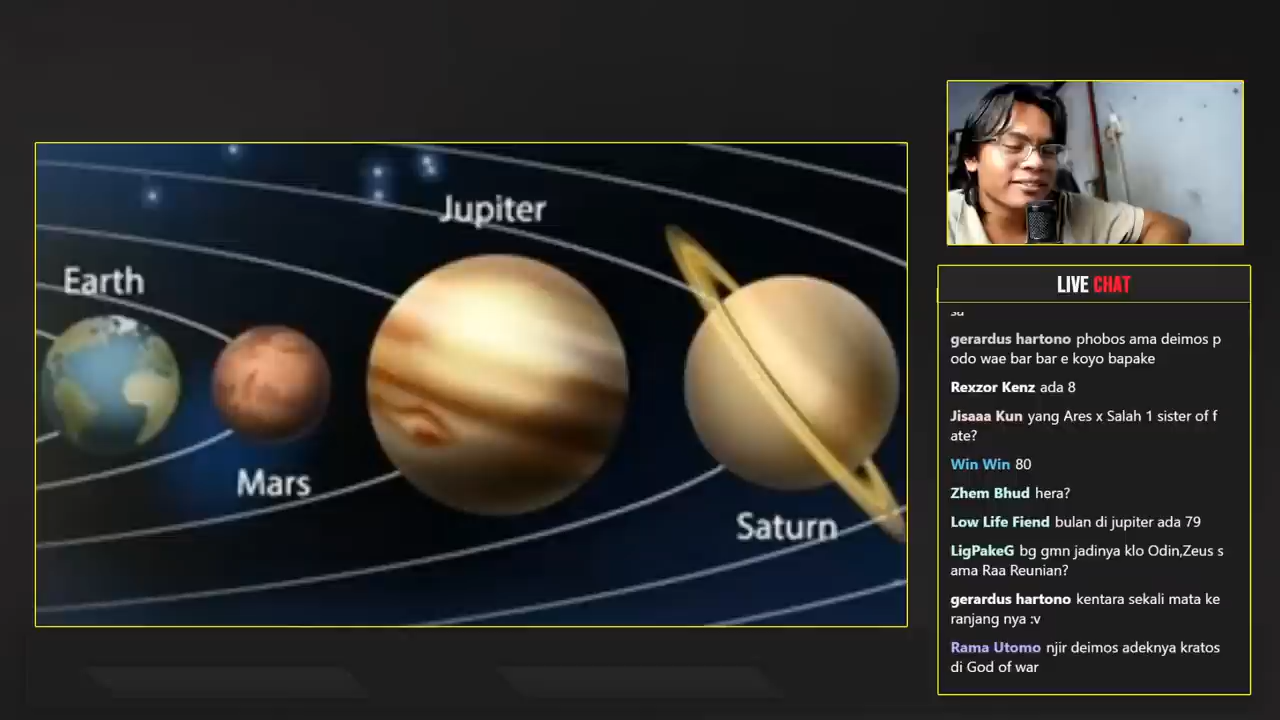 Earth
Jupiter
Mars
Saturn
LIVE CHAT
sa
gerardus hartono phobos ama deimos p
odo wae bar bar e koyo bapake
Rexzor Kenz ada 8
Jisaaa Kun yang Ares x Salah 1 sister of f
ate?
Win Win 80
Zhem Bhud hera?
Low Life Fiend bulan di jupiter ada 79
LigPakeG bg gmn jadinya klo Odin,Zeus s
ama Raa Reunian?
gerardus hartono kentara sekali mata ke
ranjang nya :v
Rama Utomo njir deimos adeknya kratos
di God of war